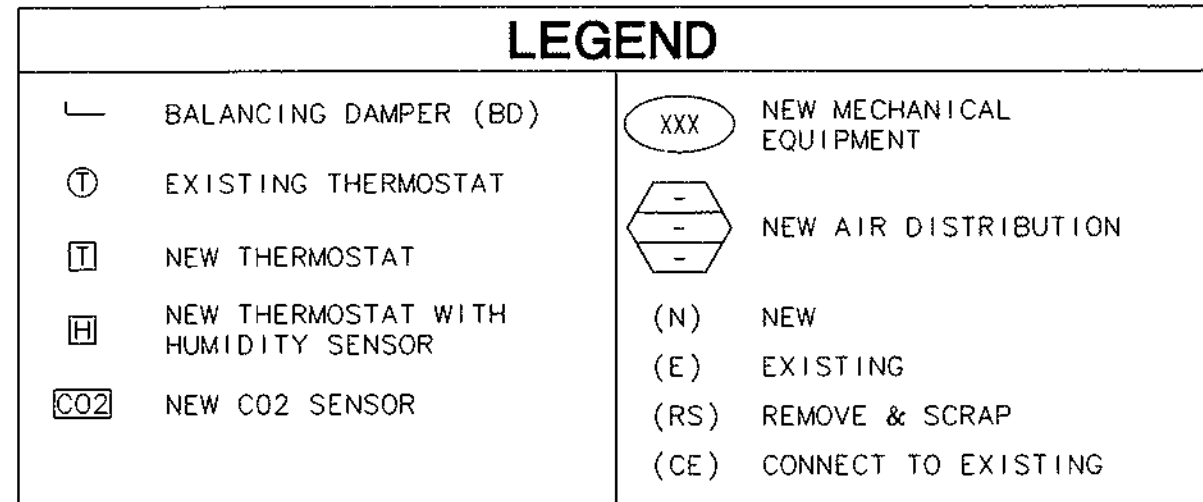 LEGEND
BALANCING DAMPER (BD)
T EXISTING THERMOSTAT
T NEW THERMOSTAT
H NEW THERMOSTAT WITH
HUMIDITY SENSOR
CO2 NEW CO2 SENSOR
XXX NEW MECHANICAL
EQUIPMENT
-
- NEW AIR DISTRIBUTION
-
(N) NEW
(E) EXISTING
(RS) REMOVE & SCRAP
(CE) CONNECT TO EXISTING